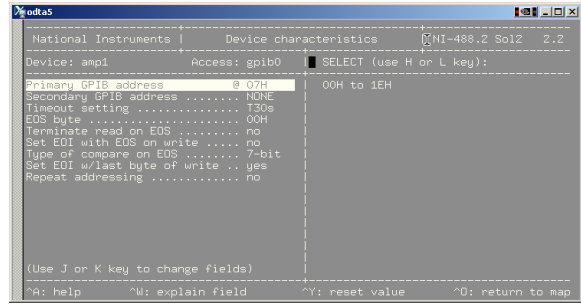 odta5
National Instruments | Device characteristics | NI-488.2 Sol2 2.2
Device: amp1 Access: gpib0 | SELECT (use H or L key):
Primary GPIB address @ 07H | 00H to 1EH
Secondary GPIB address ........ NONE
Timeout setting ............... T30s
EOS byte ...................... 00H
Terminate read on EOS ......... no
Set EOI with EOS on write ..... no
Type of compare on EOS ........ 7-bit
Set EOI w/last byte of write .. yes
Repeat addressing ............. no
(Use J or K key to change fields)
^A: help ^W: explain field ^Y: reset value ^O: return to map